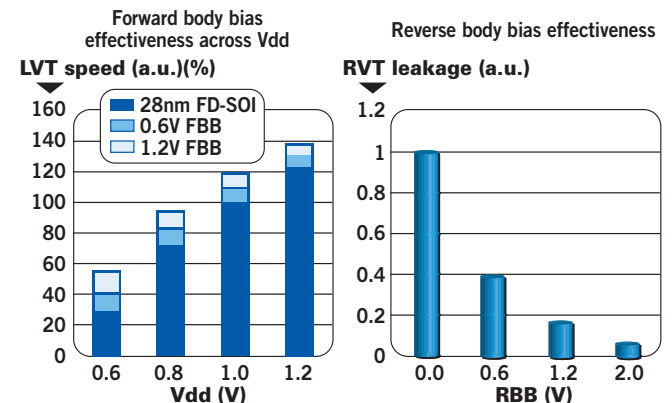 Forward body bias
effectiveness across Vdd
LVT speed (a.u.)(%)
160
140
120
100
80
60
40
20
0
28nm FD-SOI
0.6V FBB
1.2V FBB
0.6 0.8 1.0 1.2
Vdd (V)
Reverse body bias effectiveness
RVT leakage (a.u.)
1.2
1
0.8
0.6
0.4
0.2
0
0.0 0.6 1.2 2.0
RBB (V)